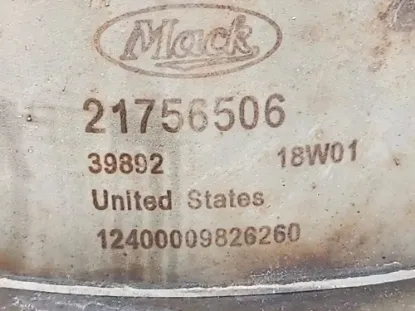 Mack
21756506
39892 18W01
United States
12400009826260